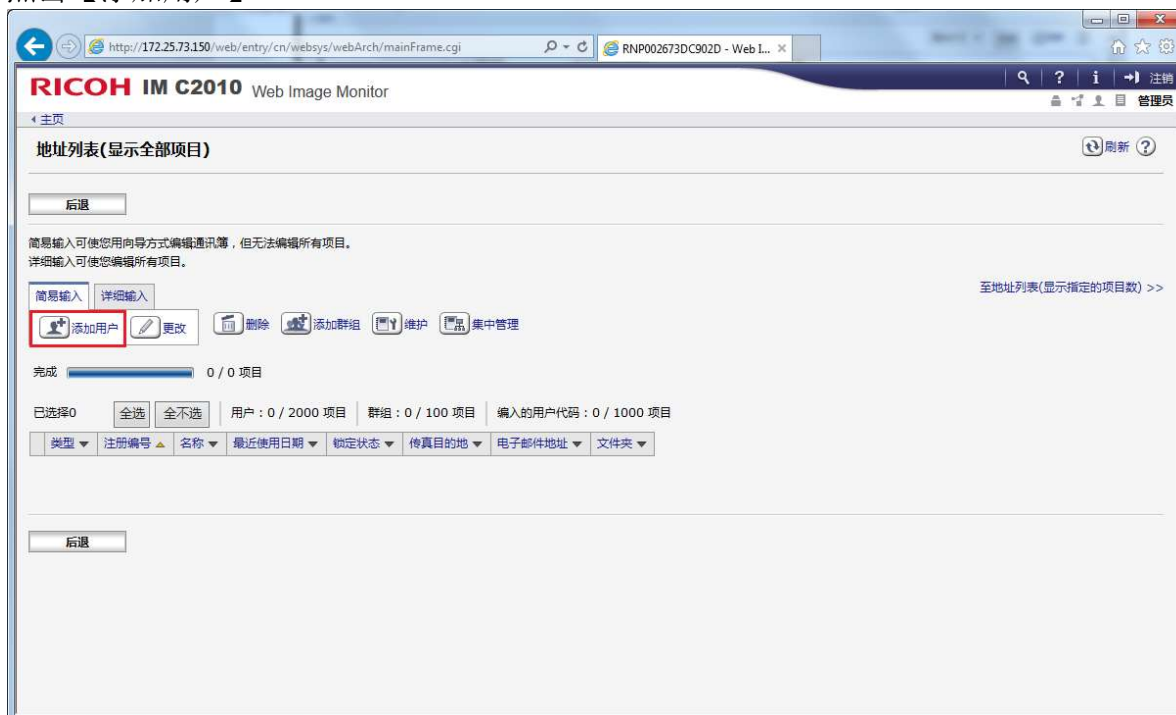 http://172.25.73.150/web/entry/cn/websys/webArch/mainFrame.cgi
RNP002673DC902D - Web I...
RICOH IM C2010 Web Image Monitor
? i 注销
管理员
主页
地址列表(显示全部项目)
刷新 ?
后退
简易输入可使您用向导方式编辑通讯簿，但无法编辑所有项目。
详细输入可使您编辑所有项目。
至地址列表(显示指定的项目数) >>
简易输入 详细输入
添加用户 更改 删除 添加群组 维护 集中管理
完成 0 / 0 项目
已选择0 全选 全不选 用户：0 / 2000 项目 群组：0 / 100 项目 编入的用户代码：0 / 1000 项目
类型 ▼ 注册编号 ▲ 名称 ▼ 最近使用日期 ▼ 锁定状态 ▼ 传真目的地 ▼ 电子邮件地址 ▼ 文件夹 ▼
后退